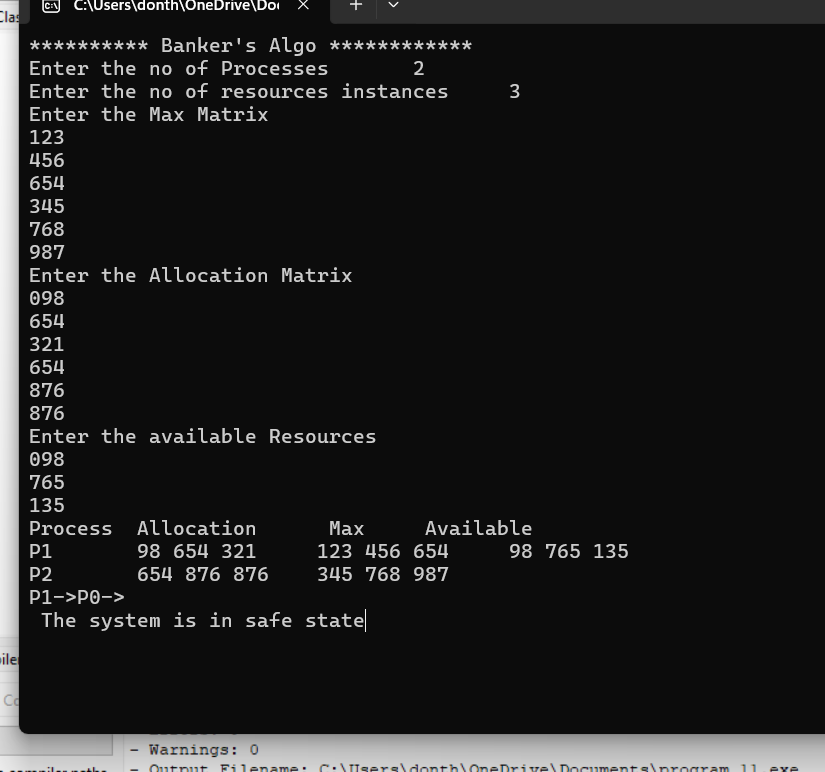 C:\Users\donth\OneDrive\Do
********** Banker's Algo ************
Enter the no of Processes 2
Enter the no of resources instances 3
Enter the Max Matrix
123
456
654
345
768
987
Enter the Allocation Matrix
098
654
321
654
876
876
Enter the available Resources
098
765
135
Process Allocation Max Available
P1 98 654 321 123 456 654 98 765 135
P2 654 876 876 345 768 987
P1->P0->
The system is in safe state
- Warnings: 0
- Output Filename: C:\Users\donth\OneDrive\Documents\program 11.exe